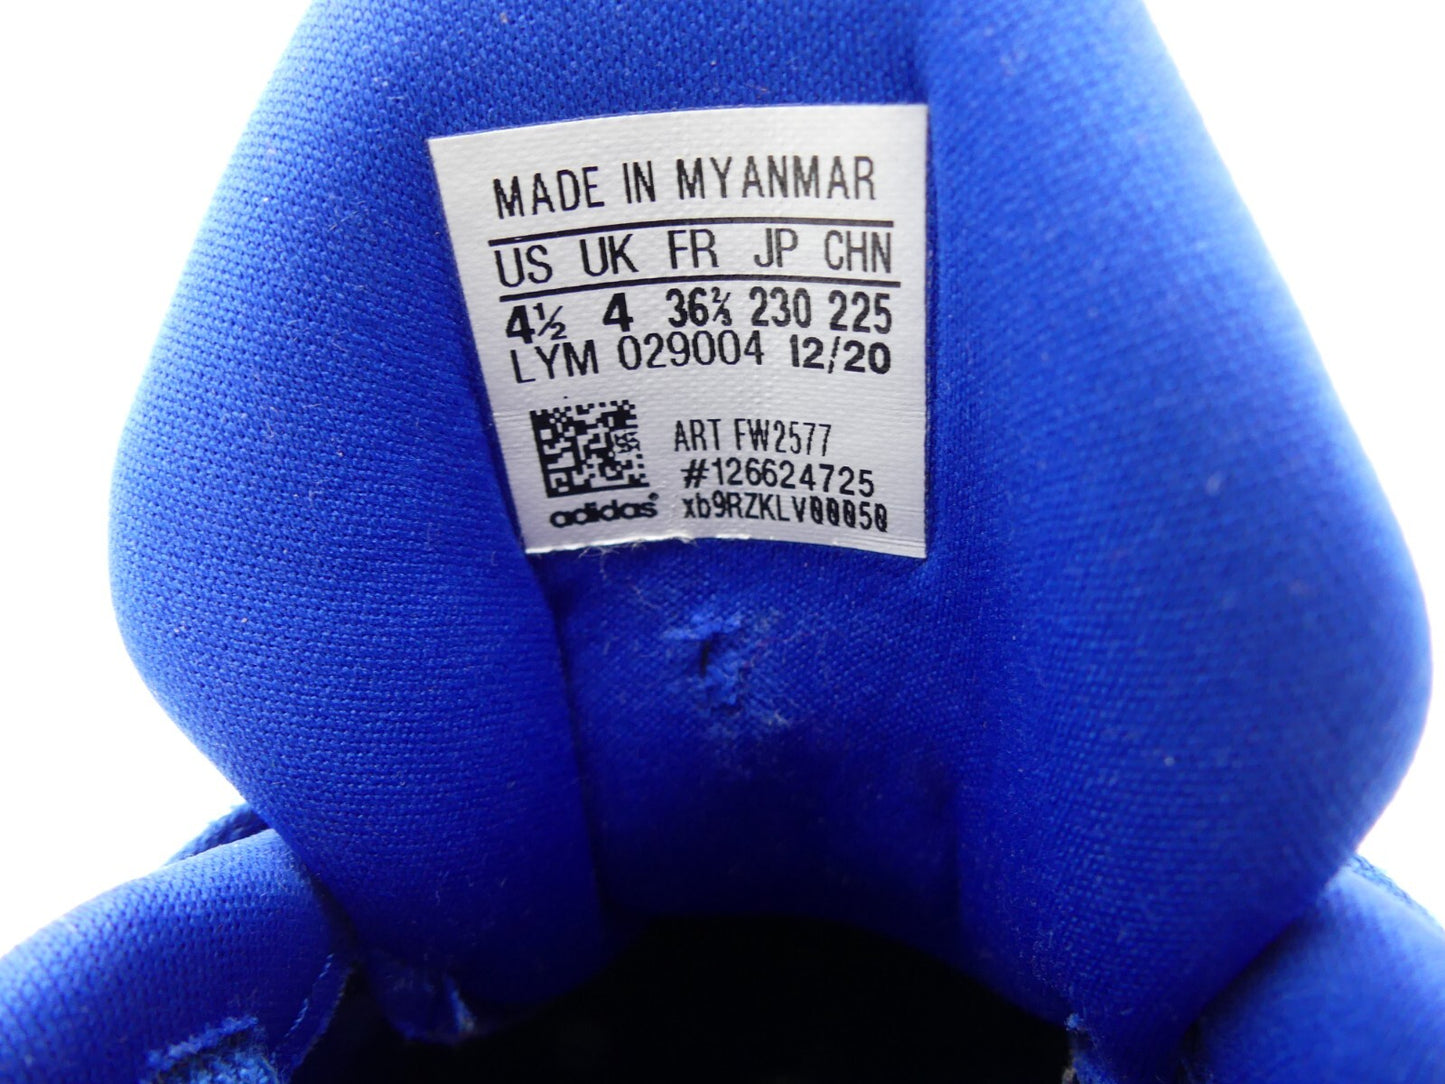 MADE IN MYANMAR
US UK FR JP CHN
4½ 4 36⅔ 230 225
LYM 029004 12/20
ART FW2577
#126624725
adidas® xb9RZKLV00050